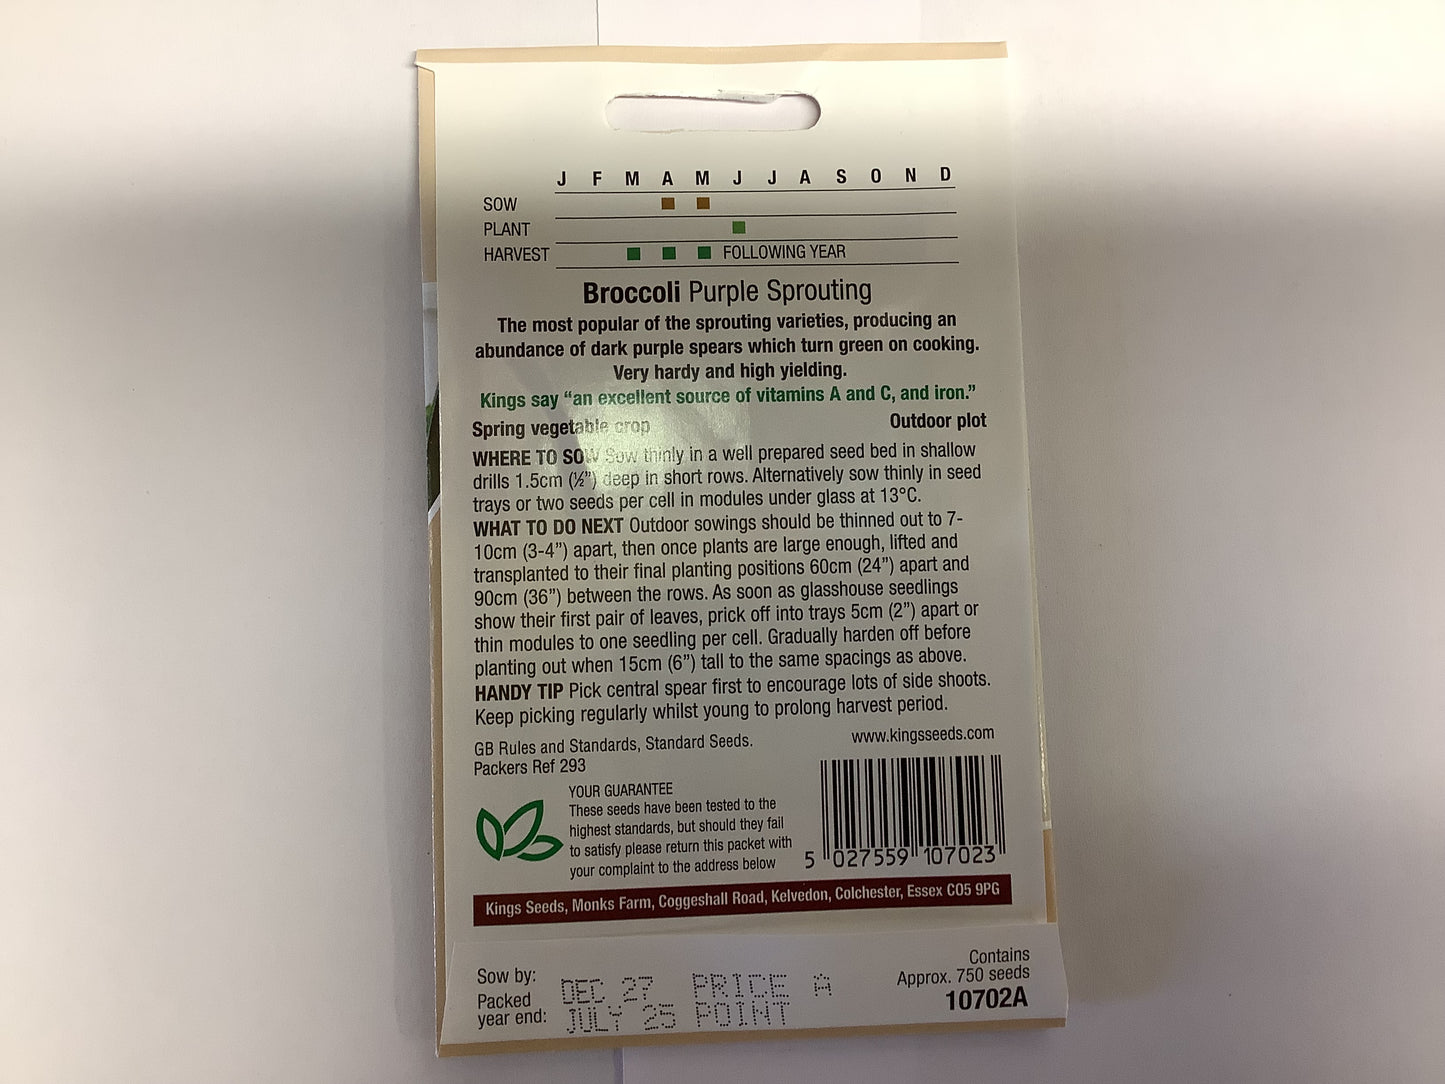 J F M A M J J A S O N D
SOW
PLANT
HARVEST FOLLOWING YEAR
Broccoli Purple Sprouting
The most popular of the sprouting varieties, producing an
abundance of dark purple spears which turn green on cooking.
Very hardy and high yielding.
Kings say “an excellent source of vitamins A and C, and iron.”
Spring vegetable crop Outdoor plot
WHERE TO SOW Sow thinly in a well prepared seed bed in shallow
drills 1.5cm (½”) deep in short rows. Alternatively sow thinly in seed
trays or two seeds per cell in modules under glass at 13°C.
WHAT TO DO NEXT Outdoor sowings should be thinned out to 7-
10cm (3-4”) apart, then once plants are large enough, lifted and
transplanted to their final planting positions 60cm (24”) apart and
90cm (36”) between the rows. As soon as glasshouse seedlings
show their first pair of leaves, prick off into trays 5cm (2”) apart or
thin modules to one seedling per cell. Gradually harden off before
planting out when 15cm (6”) tall to the same spacings as above.
HANDY TIP Pick central spear first to encourage lots of side shoots.
Keep picking regularly whilst young to prolong harvest period.
GB Rules and Standards, Standard Seeds.
www.kingsseeds.com
Packers Ref 293
YOUR GUARANTEE
These seeds have been tested to the
highest standards, but should they fail
to satisfy please return this packet with
your complaint to the address below
5 027559 107023
Kings Seeds, Monks Farm, Coggeshall Road, Kelvedon, Colchester, Essex CO5 9PG
Sow by: DEC 27 PRICE A
Packed
year end: JULY 25 POINT
Contains
Approx. 750 seeds
10702A